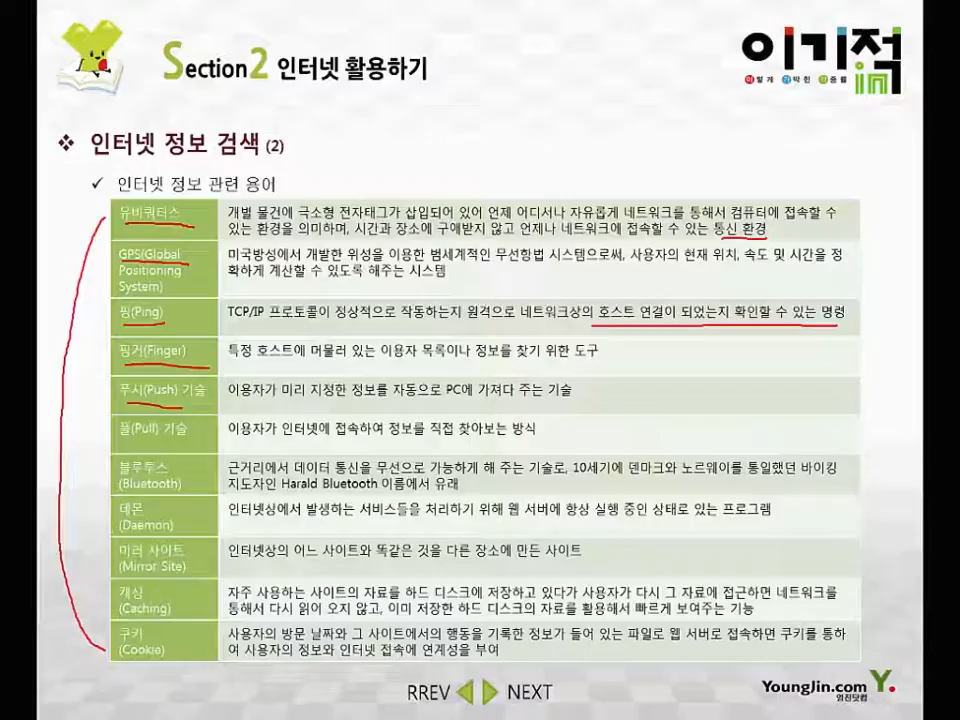 Section2 인터넷 활용하기
이기적in
이렇게 기막힌 적중률
❖ 인터넷 정보 검색 (2)
✓ 인터넷 정보 관련 용어
유비쿼터스
개별 물건에 극소형 전자태그가 삽입되어 있어 언제 어디서나 자유롭게 네트워크를 통해서 컴퓨터에 접속할 수
있는 환경을 의미하며, 시간과 장소에 구애받지 않고 언제나 네트워크에 접속할 수 있는 통신 환경
GPS(Global
Positioning
System)
미국방성에서 개발한 위성을 이용한 범세계적인 무선항법 시스템으로써, 사용자의 현재 위치, 속도 및 시간을 정
확하게 계산할 수 있도록 해주는 시스템
핑(Ping)
TCP/IP 프로토콜이 정상적으로 작동하는지 원격으로 네트워크상의 호스트 연결이 되었는지 확인할 수 있는 명령
핑거(Finger)
특정 호스트에 머물러 있는 이용자 목록이나 정보를 찾기 위한 도구
푸시(Push) 기술
이용자가 미리 지정한 정보를 자동으로 PC에 가져다 주는 기술
풀(Pull) 기술
이용자가 인터넷에 접속하여 정보를 직접 찾아보는 방식
블루투스
(Bluetooth)
근거리에서 데이터 통신을 무선으로 가능하게 해 주는 기술로, 10세기에 덴마크와 노르웨이를 통일했던 바이킹
지도자인 Harald Bluetooth 이름에서 유래
데몬
(Daemon)
인터넷상에서 발생하는 서비스들을 처리하기 위해 웹 서버에 항상 실행 중인 상태로 있는 프로그램
미러 사이트
(Mirror Site)
인터넷상의 어느 사이트와 똑같은 것을 다른 장소에 만든 사이트
캐싱
(Caching)
자주 사용하는 사이트의 자료를 하드 디스크에 저장하고 있다가 사용자가 다시 그 자료에 접근하면 네트워크를
통해서 다시 읽어 오지 않고, 이미 저장한 하드 디스크의 자료를 활용해서 빠르게 보여주는 기능
쿠키
(Cookie)
사용자의 방문 날짜와 그 사이트에서의 행동을 기록한 정보가 들어 있는 파일로 웹 서버로 접속하면 쿠키를 통하
여 사용자의 정보와 인터넷 접속에 연계성을 부여
RREV NEXT
YoungJin.com Y.
영진닷컴